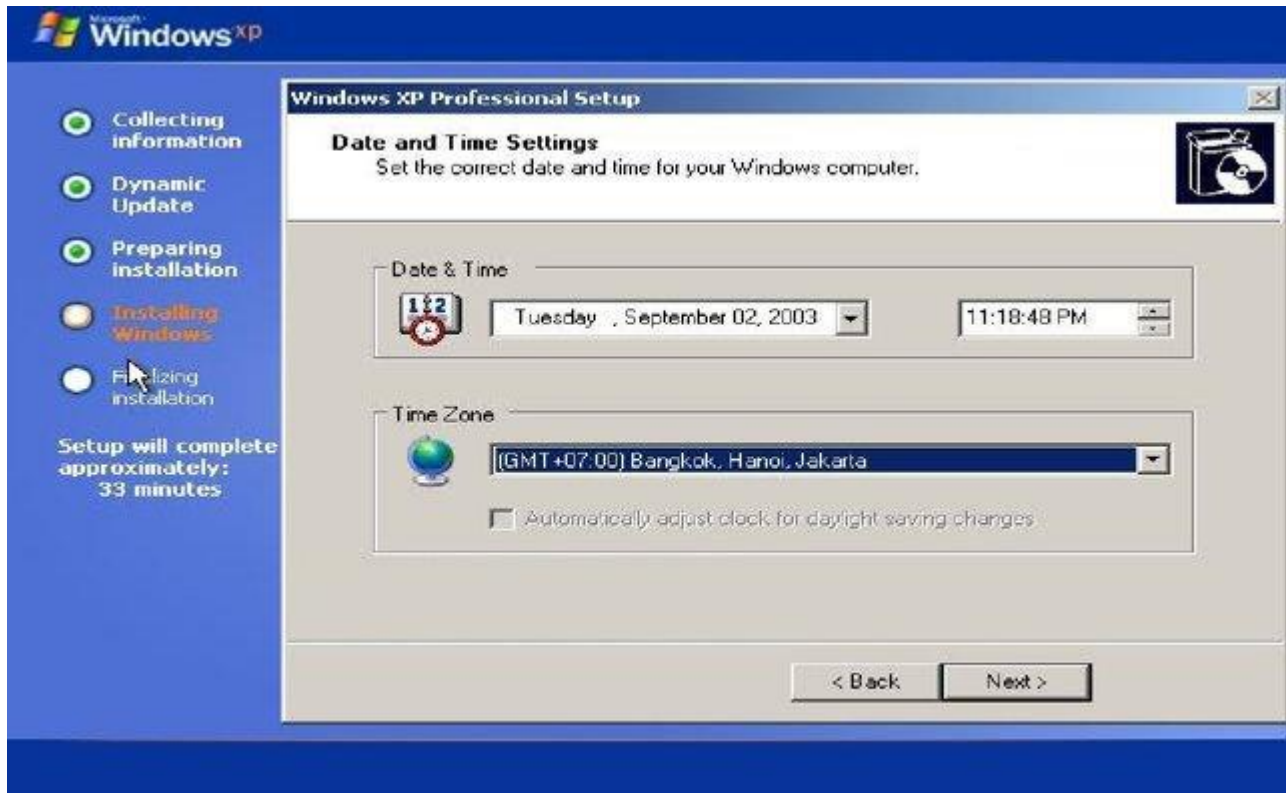 Microsoft
Windows xp
Collecting
information
Dynamic
Update
Preparing
installation
Installing
Windows
Finalizing
installation
Setup will complete
approximately:
33 minutes
Windows XP Professional Setup
Date and Time Settings
Set the correct date and time for your Windows computer.
Date & Time
Tuesday , September 02, 2003
11:18:48 PM
Time Zone
(GMT+07:00) Bangkok, Hanoi, Jakarta
Automatically adjust clock for daylight saving changes
< Back
Next >